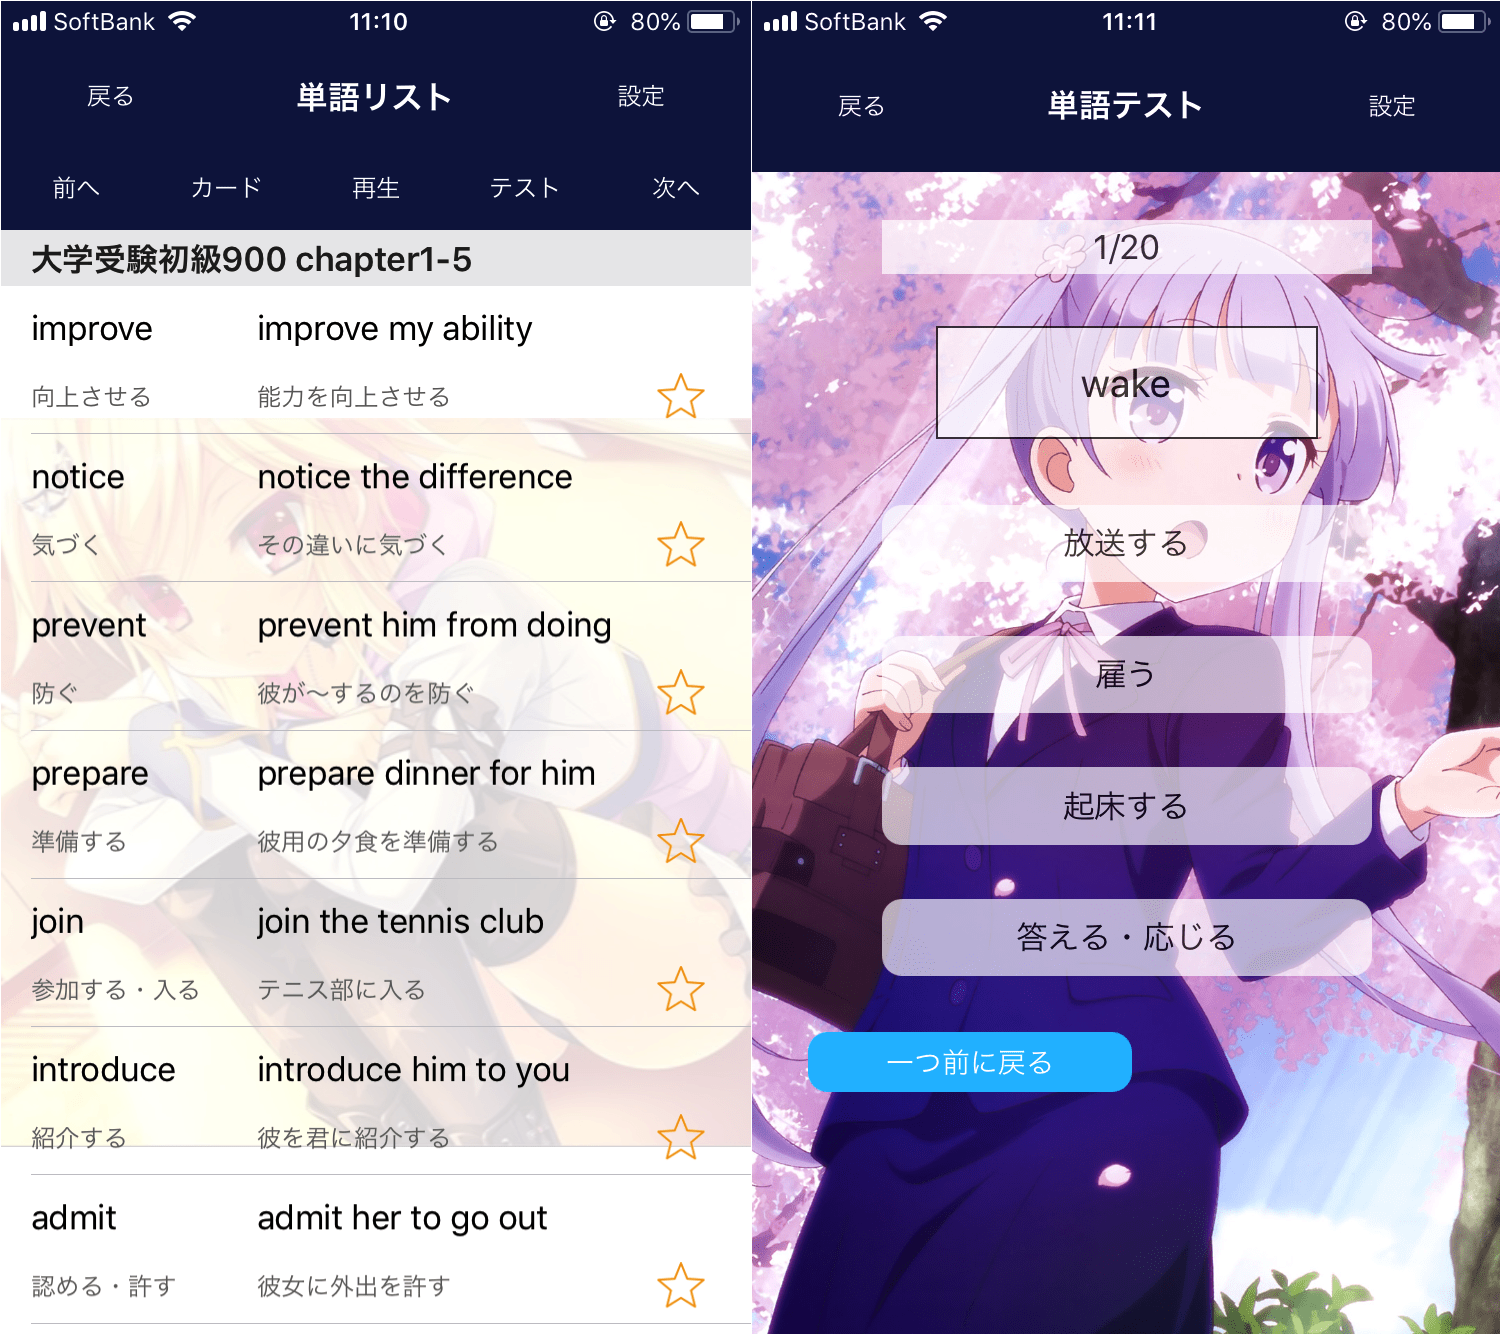 SoftBank 11:10 80%
戻る 単語リスト 設定
前へ カード 再生 テスト 次へ
大学受験初級900 chapter1-5
improve improve my ability
向上させる 能力を向上させる
notice notice the difference
気づく その違いに気づく
prevent prevent him from doing
防ぐ 彼が〜するのを防ぐ
prepare prepare dinner for him
準備する 彼用の夕食を準備する
join join the tennis club
参加する・入る テニス部に入る
introduce introduce him to you
紹介する 彼を君に紹介する
admit admit her to go out
認める・許す 彼女に外出を許す
SoftBank 11:11 80%
戻る 単語テスト 設定
1/20
wake
放送する
雇う
起床する
答える・応じる
一つ前に戻る